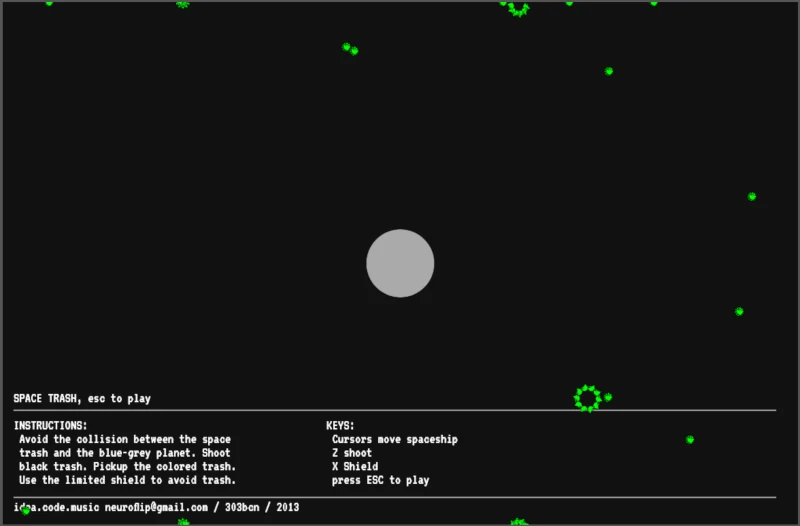 SPACE TRASH, esc to play
INSTRUCTIONS:
Avoid the collision between the space
trash and the blue-grey planet. Shoot
black trash. Pickup the colored trash.
Use the limited shield to avoid trash.
KEYS:
Cursors move spaceship
Z shoot
X Shield
press ESC to play
idea.code.music neuroflip@gmail.com / 303bcn / 2013